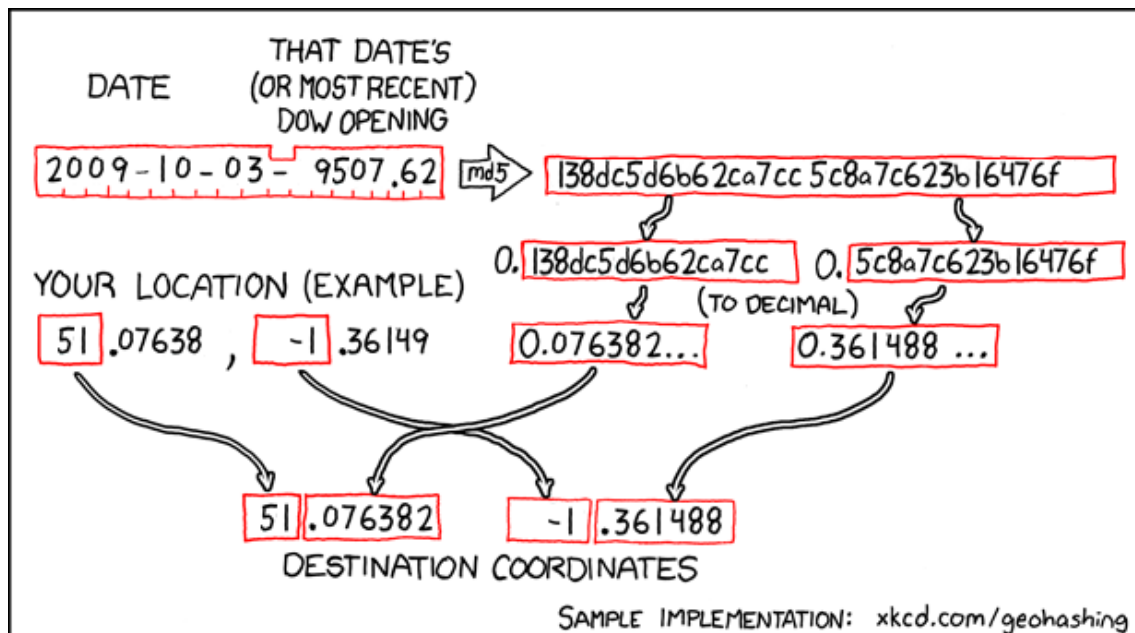 DATE
THAT DATE'S
(OR MOST RECENT)
DOW OPENING
2009-10-03- 9507.62
md5
138dc5d6b62ca7cc5c8a7c623b16476f
0.138dc5d6b62ca7cc
0.5c8a7c623b16476f
YOUR LOCATION (EXAMPLE)
(TO DECIMAL)
51.07638, -1.36149
0.076382...
0.361488 ...
51.076382
-1.361488
DESTINATION COORDINATES
SAMPLE IMPLEMENTATION: xkcd.com/geohashing